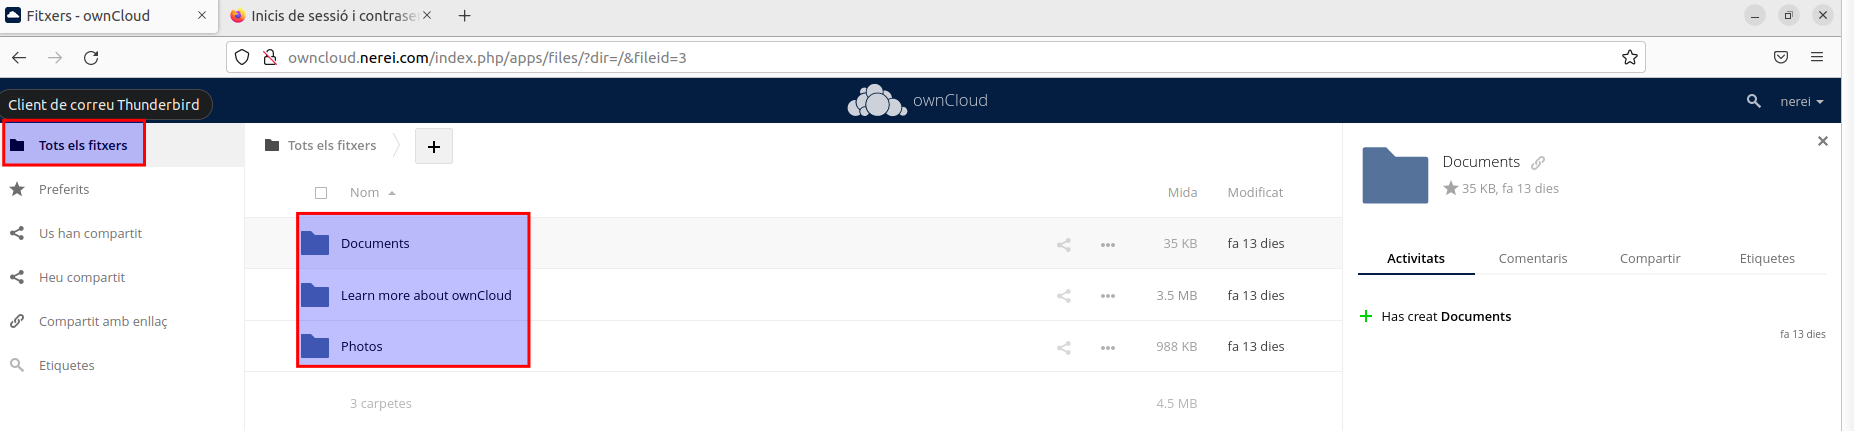 Fitxers - ownCloud
Inicis de sessió i contrase
owncloud.nerei.com/index.php/apps/files/?dir=/&fileid=3
Client de correu Thunderbird
ownCloud
nerei
Tots els fitxers
Preferits
Us han compartit
Heu compartit
Compartit amb enllaç
Etiquetes
Tots els fitxers
+
Nom Mida Modificat
Documents 35 KB fa 13 dies
Learn more about ownCloud 3.5 MB fa 13 dies
Photos 988 KB fa 13 dies
3 carpetes 4.5 MB
Documents
35 KB, fa 13 dies
Activitats Comentaris Compartir Etiquetes
Has creat Documents
fa 13 dies